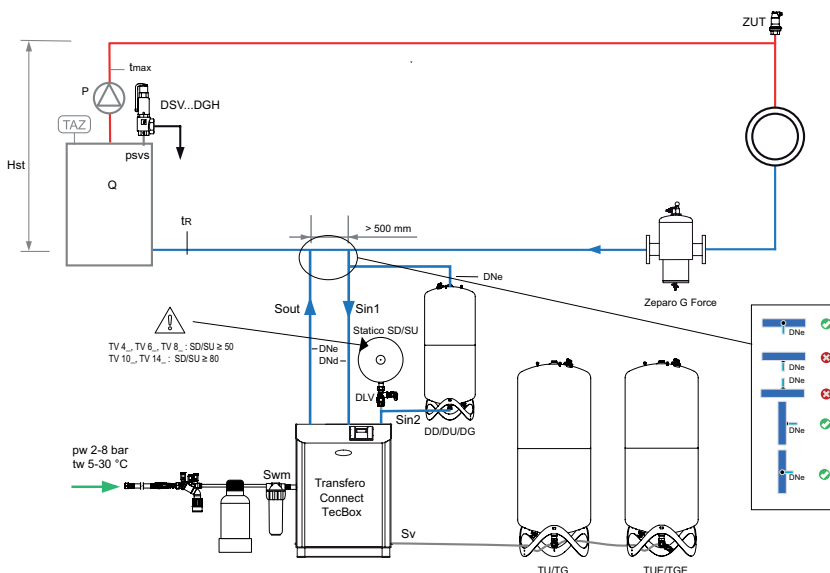 ZUT
tmax
P
DSV...DGH
TAZ
psvs
Hst
Q
tR
> 500 mm
DNe
Zeparo G Force
Sout
Sin1
Statico SD/SU
TV 4_, TV 6_, TV 8_ : SD/SU ≥ 50
TV 10_, TV 14_ : SD/SU ≥ 80
DNe
DNd
DLV
Sin2
DD/DU/DG
DNe
DNe
DNe
DNe
DNe
pw 2-8 bar
tw 5-30 °C
Swm
Transfero
Connect
TecBox
Sv
TU/TG
TUE/TGE